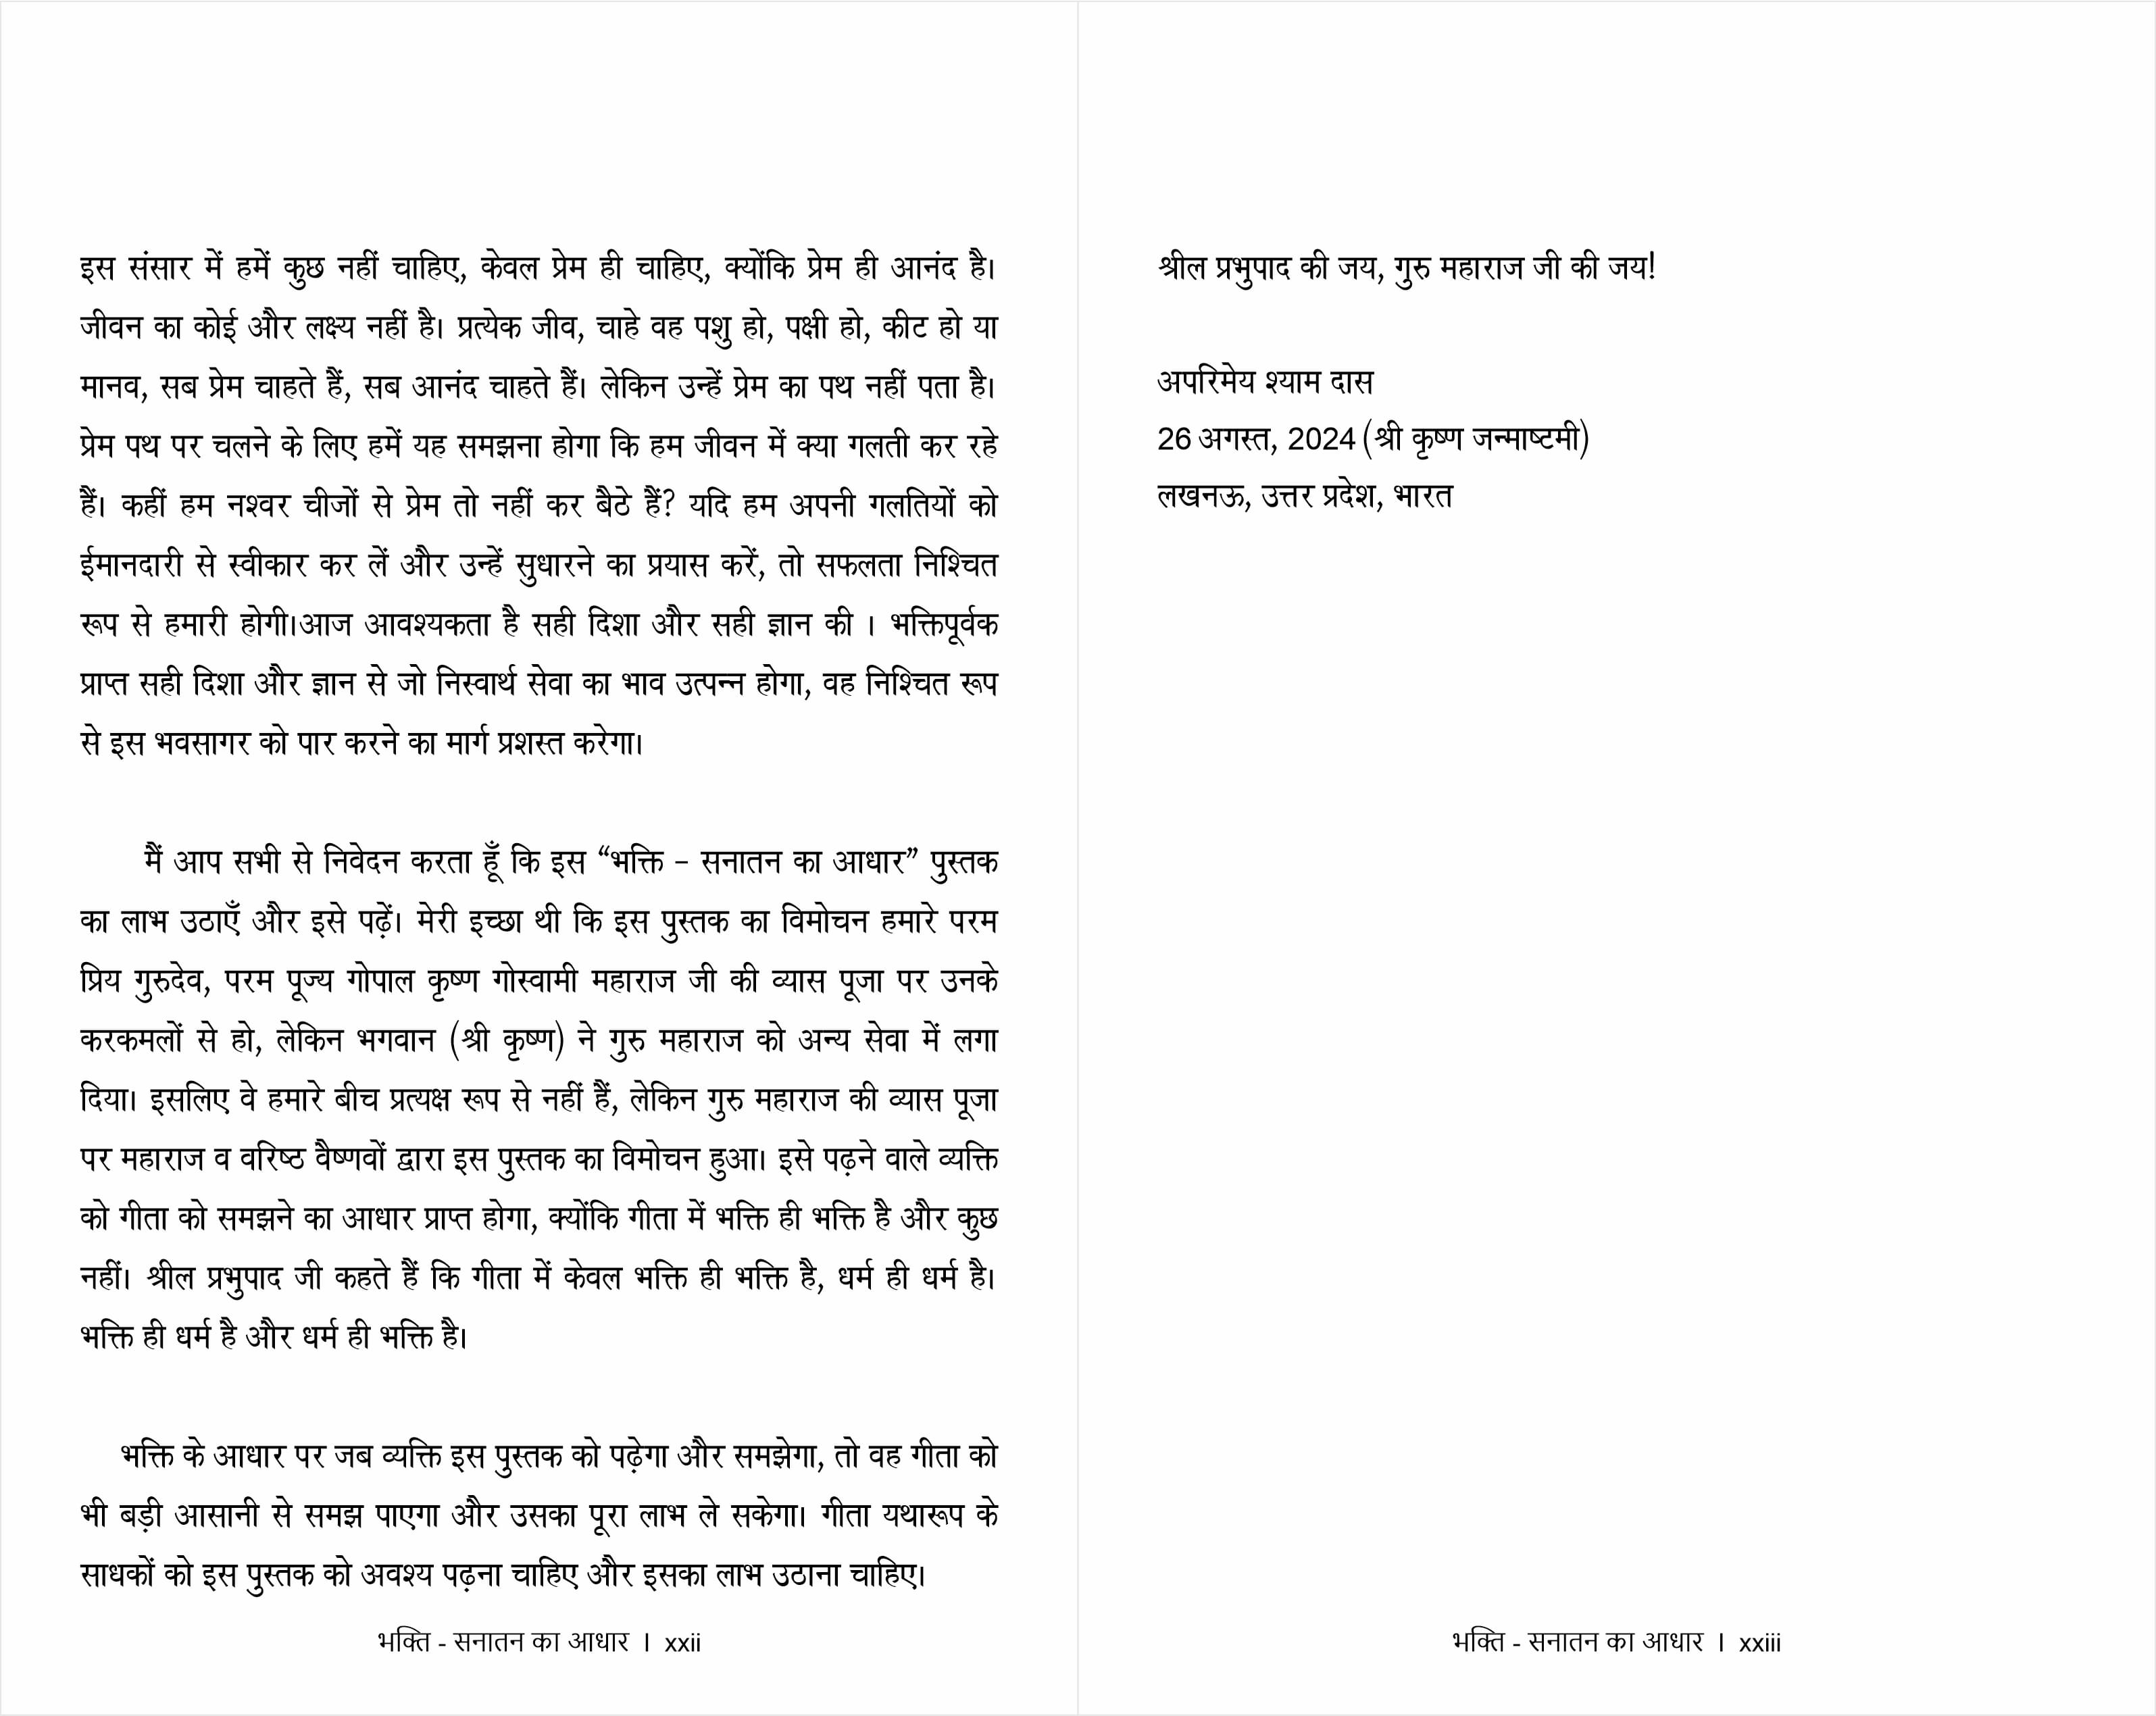 इस संसार में हमें कुछ नहीं चाहिए, केवल प्रेम ही चाहिए, क्योंकि प्रेम ही आनंद है।
जीवन का कोई और लक्ष्य नहीं है। प्रत्येक जीव, चाहे वह पशु हो, पक्षी हो, कीट हो या
मानव, सब प्रेम चाहते हैं, सब आनंद चाहते हैं। लेकिन उन्हें प्रेम का पथ नहीं पता है।
प्रेम पथ पर चलने के लिए हमें यह समझना होगा कि हम जीवन में क्या गलती कर रहे
हैं। कहीं हम नश्वर चीजों से प्रेम तो नहीं कर बैठे हैं? यदि हम अपनी गलतियों को
ईमानदारी से स्वीकार कर लें और उन्हें सुधारने का प्रयास करें, तो सफलता निश्चित
रूप से हमारी होगी।आज आवश्यकता है सही दिशा और सही ज्ञान की । भक्तिपूर्वक
प्राप्त सही दिशा और ज्ञान से जो निस्वार्थ सेवा का भाव उत्पन्न होगा, वह निश्चित रूप
से इस भवसागर को पार करने का मार्ग प्रशस्त करेगा।
मैं आप सभी से निवेदन करता हूँ कि इस “भक्ति – सनातन का आधार” पुस्तक
का लाभ उठाएँ और इसे पढ़ें। मेरी इच्छा थी कि इस पुस्तक का विमोचन हमारे परम
प्रिय गुरुदेव, परम पूज्य गोपाल कृष्ण गोस्वामी महाराज जी की व्यास पूजा पर उनके
करकमलों से हो, लेकिन भगवान (श्री कृष्ण) ने गुरु महाराज को अन्य सेवा में लगा
दिया। इसलिए वे हमारे बीच प्रत्यक्ष रूप से नहीं हैं, लेकिन गुरु महाराज की व्यास पूजा
पर महाराज व वरिष्ठ वैष्णवों द्वारा इस पुस्तक का विमोचन हुआ। इसे पढ़ने वाले व्यक्ति
को गीता को समझने का आधार प्राप्त होगा, क्योंकि गीता में भक्ति ही भक्ति है और कुछ
नहीं। श्रील प्रभुपाद जी कहते हैं कि गीता में केवल भक्ति ही भक्ति है, धर्म ही धर्म है।
भक्ति ही धर्म है और धर्म ही भक्ति है।
भक्ति के आधार पर जब व्यक्ति इस पुस्तक को पढ़ेगा और समझेगा, तो वह गीता को
भी बड़ी आसानी से समझ पाएगा और उसका पूरा लाभ ले सकेगा। गीता यथारूप के
साधकों को इस पुस्तक को अवश्य पढ़ना चाहिए और इसका लाभ उठाना चाहिए।
भक्ति - सनातन का आधार । xxii
श्रील प्रभुपाद की जय, गुरु महाराज जी की जय!
अपरिमेय श्याम दास
26 अगस्त, 2024 (श्री कृष्ण जन्माष्टमी)
लखनऊ, उत्तर प्रदेश, भारत
भक्ति - सनातन का आधार । xxiii